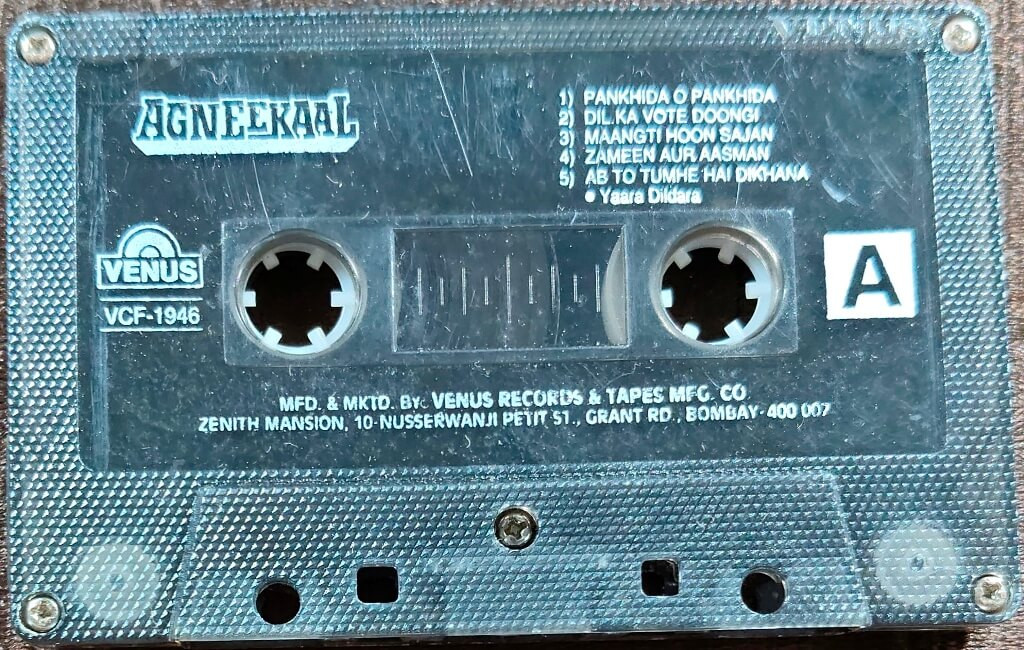 AGNEEKAAL
1) PANKHIDA O PANKHIDA
2) DIL KA VOTE DOONGI
3) MAANGTI HOON SAJAN
4) ZAMEEN AUR AASMAN
5) AB TO TUMHE HAI DIKHANA
• Yaara Dildara
VENUS
VCF-1946
A
MFD. & MKTD. BY: VENUS RECORDS & TAPES MFG. CO
ZENITH MANSION, 10-NUSSERWANJI PETIT ST., GRANT RD., BOMBAY-400 007